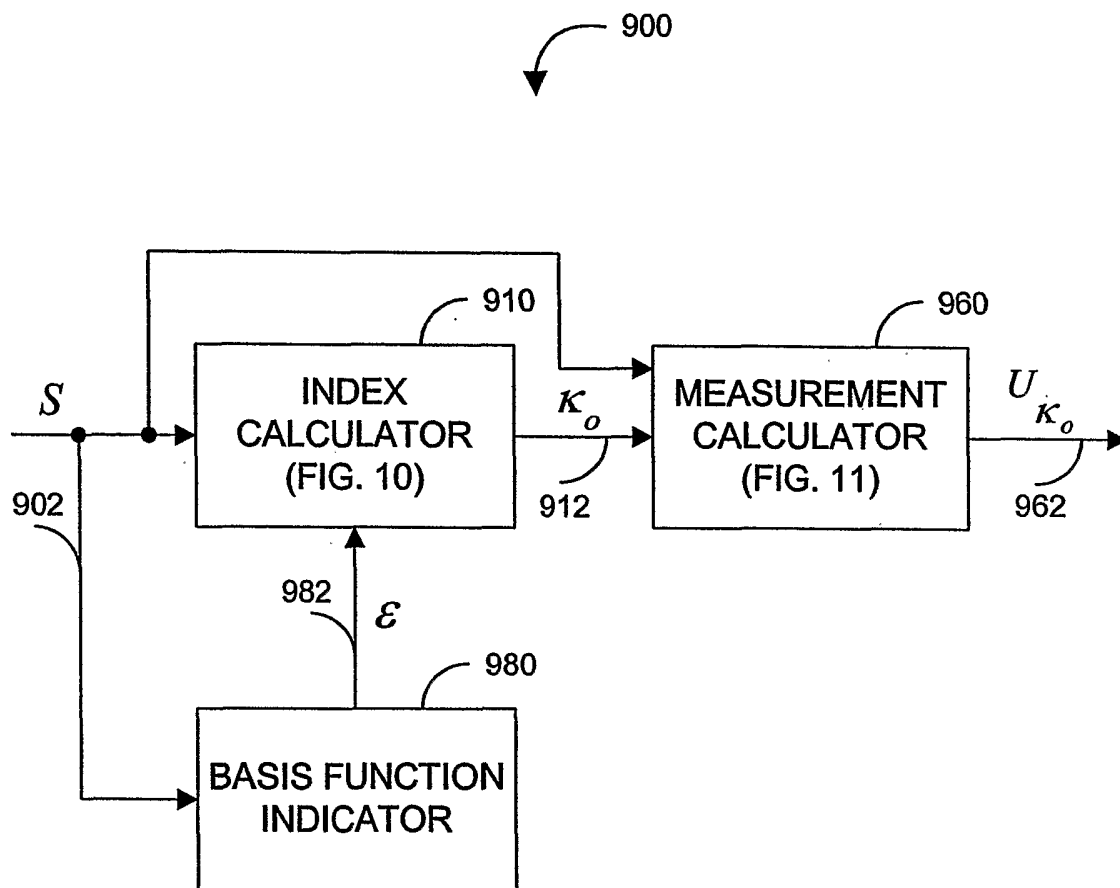 900
910
960
S
INDEX
CALCULATOR
(FIG. 10)
κₒ
912
MEASUREMENT
CALCULATOR
(FIG. 11)
U_κₒ
962
902
982
ε
980
BASIS FUNCTION
INDICATOR